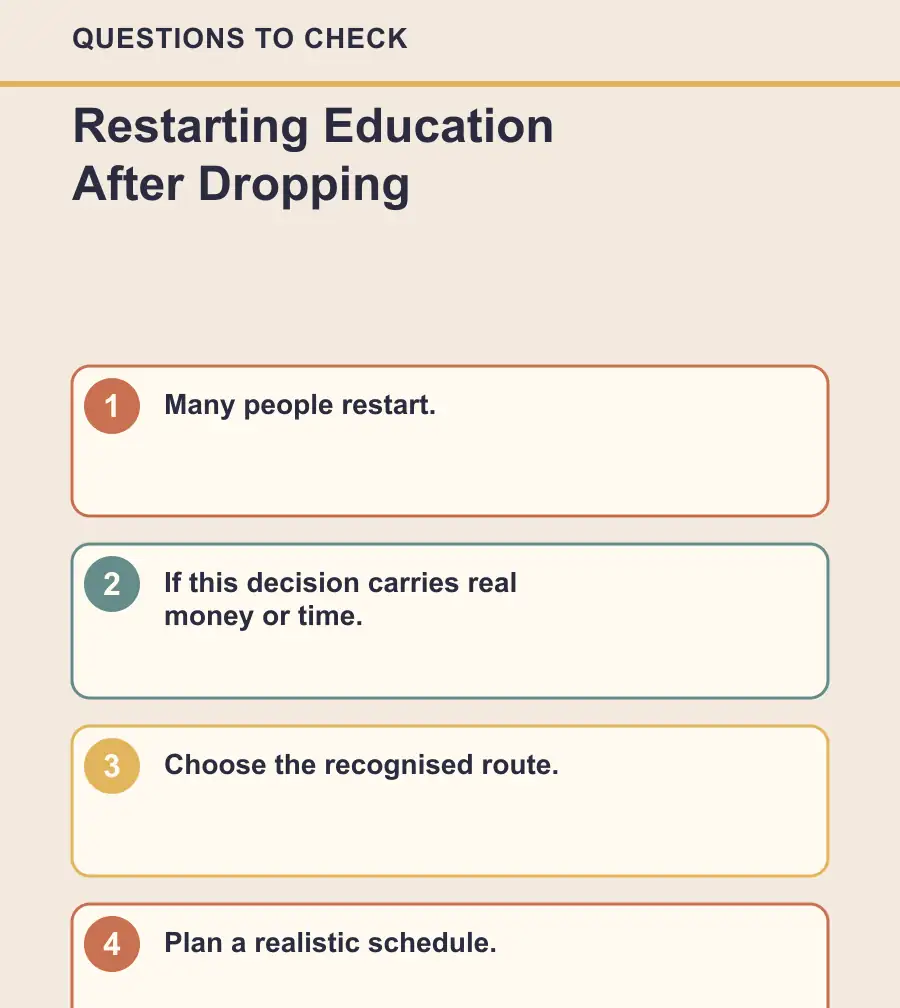 QUESTIONS TO CHECK
Restarting Education
After Dropping
1
Many people restart.
2
If this decision carries real
money or time.
3
Choose the recognised route.
4
Plan a realistic schedule.